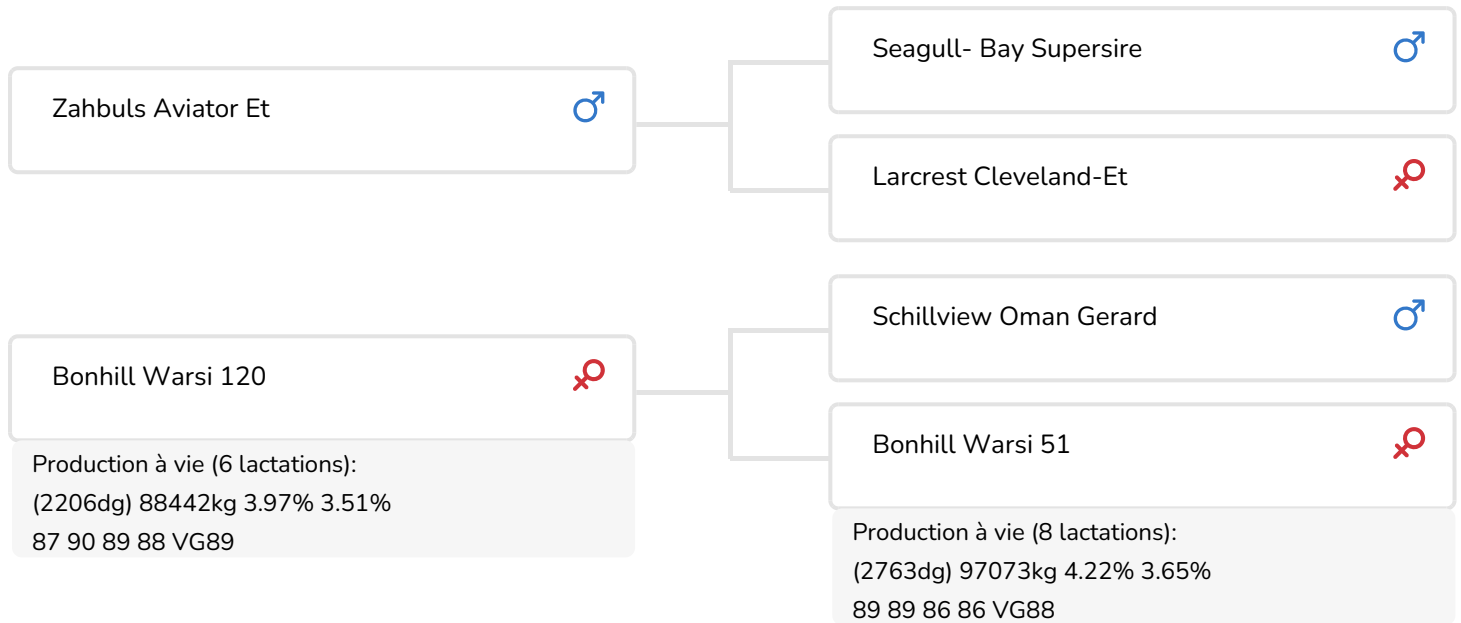 Zahbuls Aviator Et
Seagull- Bay Supersire
Larcrest Cleveland-Et
Bonhill Warsi 120
Production à vie (6 lactations):
(2206dg) 88442kg 3.97% 3.51%
87 90 89 88 VG89
Schillview Oman Gerard
Bonhill Warsi 51
Production à vie (8 lactations):
(2763dg) 97073kg 4.22% 3.65%
89 89 86 86 VG88